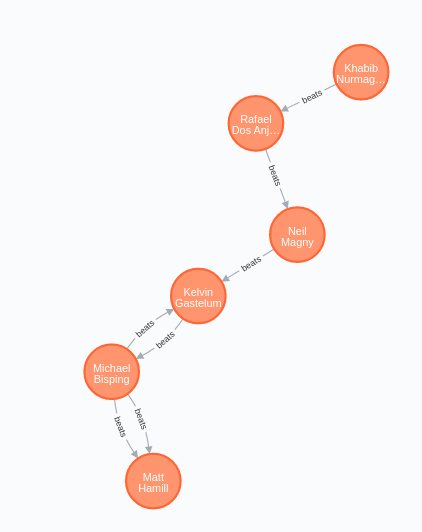 Khabib
Nurmag…
beats
Rafael
Dos Anj…
beats
Neil
Magny
beats
Kelvin
Gastelum
beats
beats
Michael
Bisping
beats
beats
Matt
Hamill